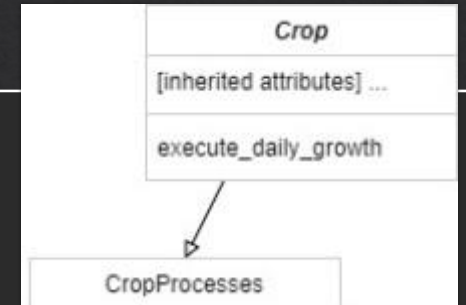 Crop
[inherited attributes] ...
execute_daily_growth
CropProcesses